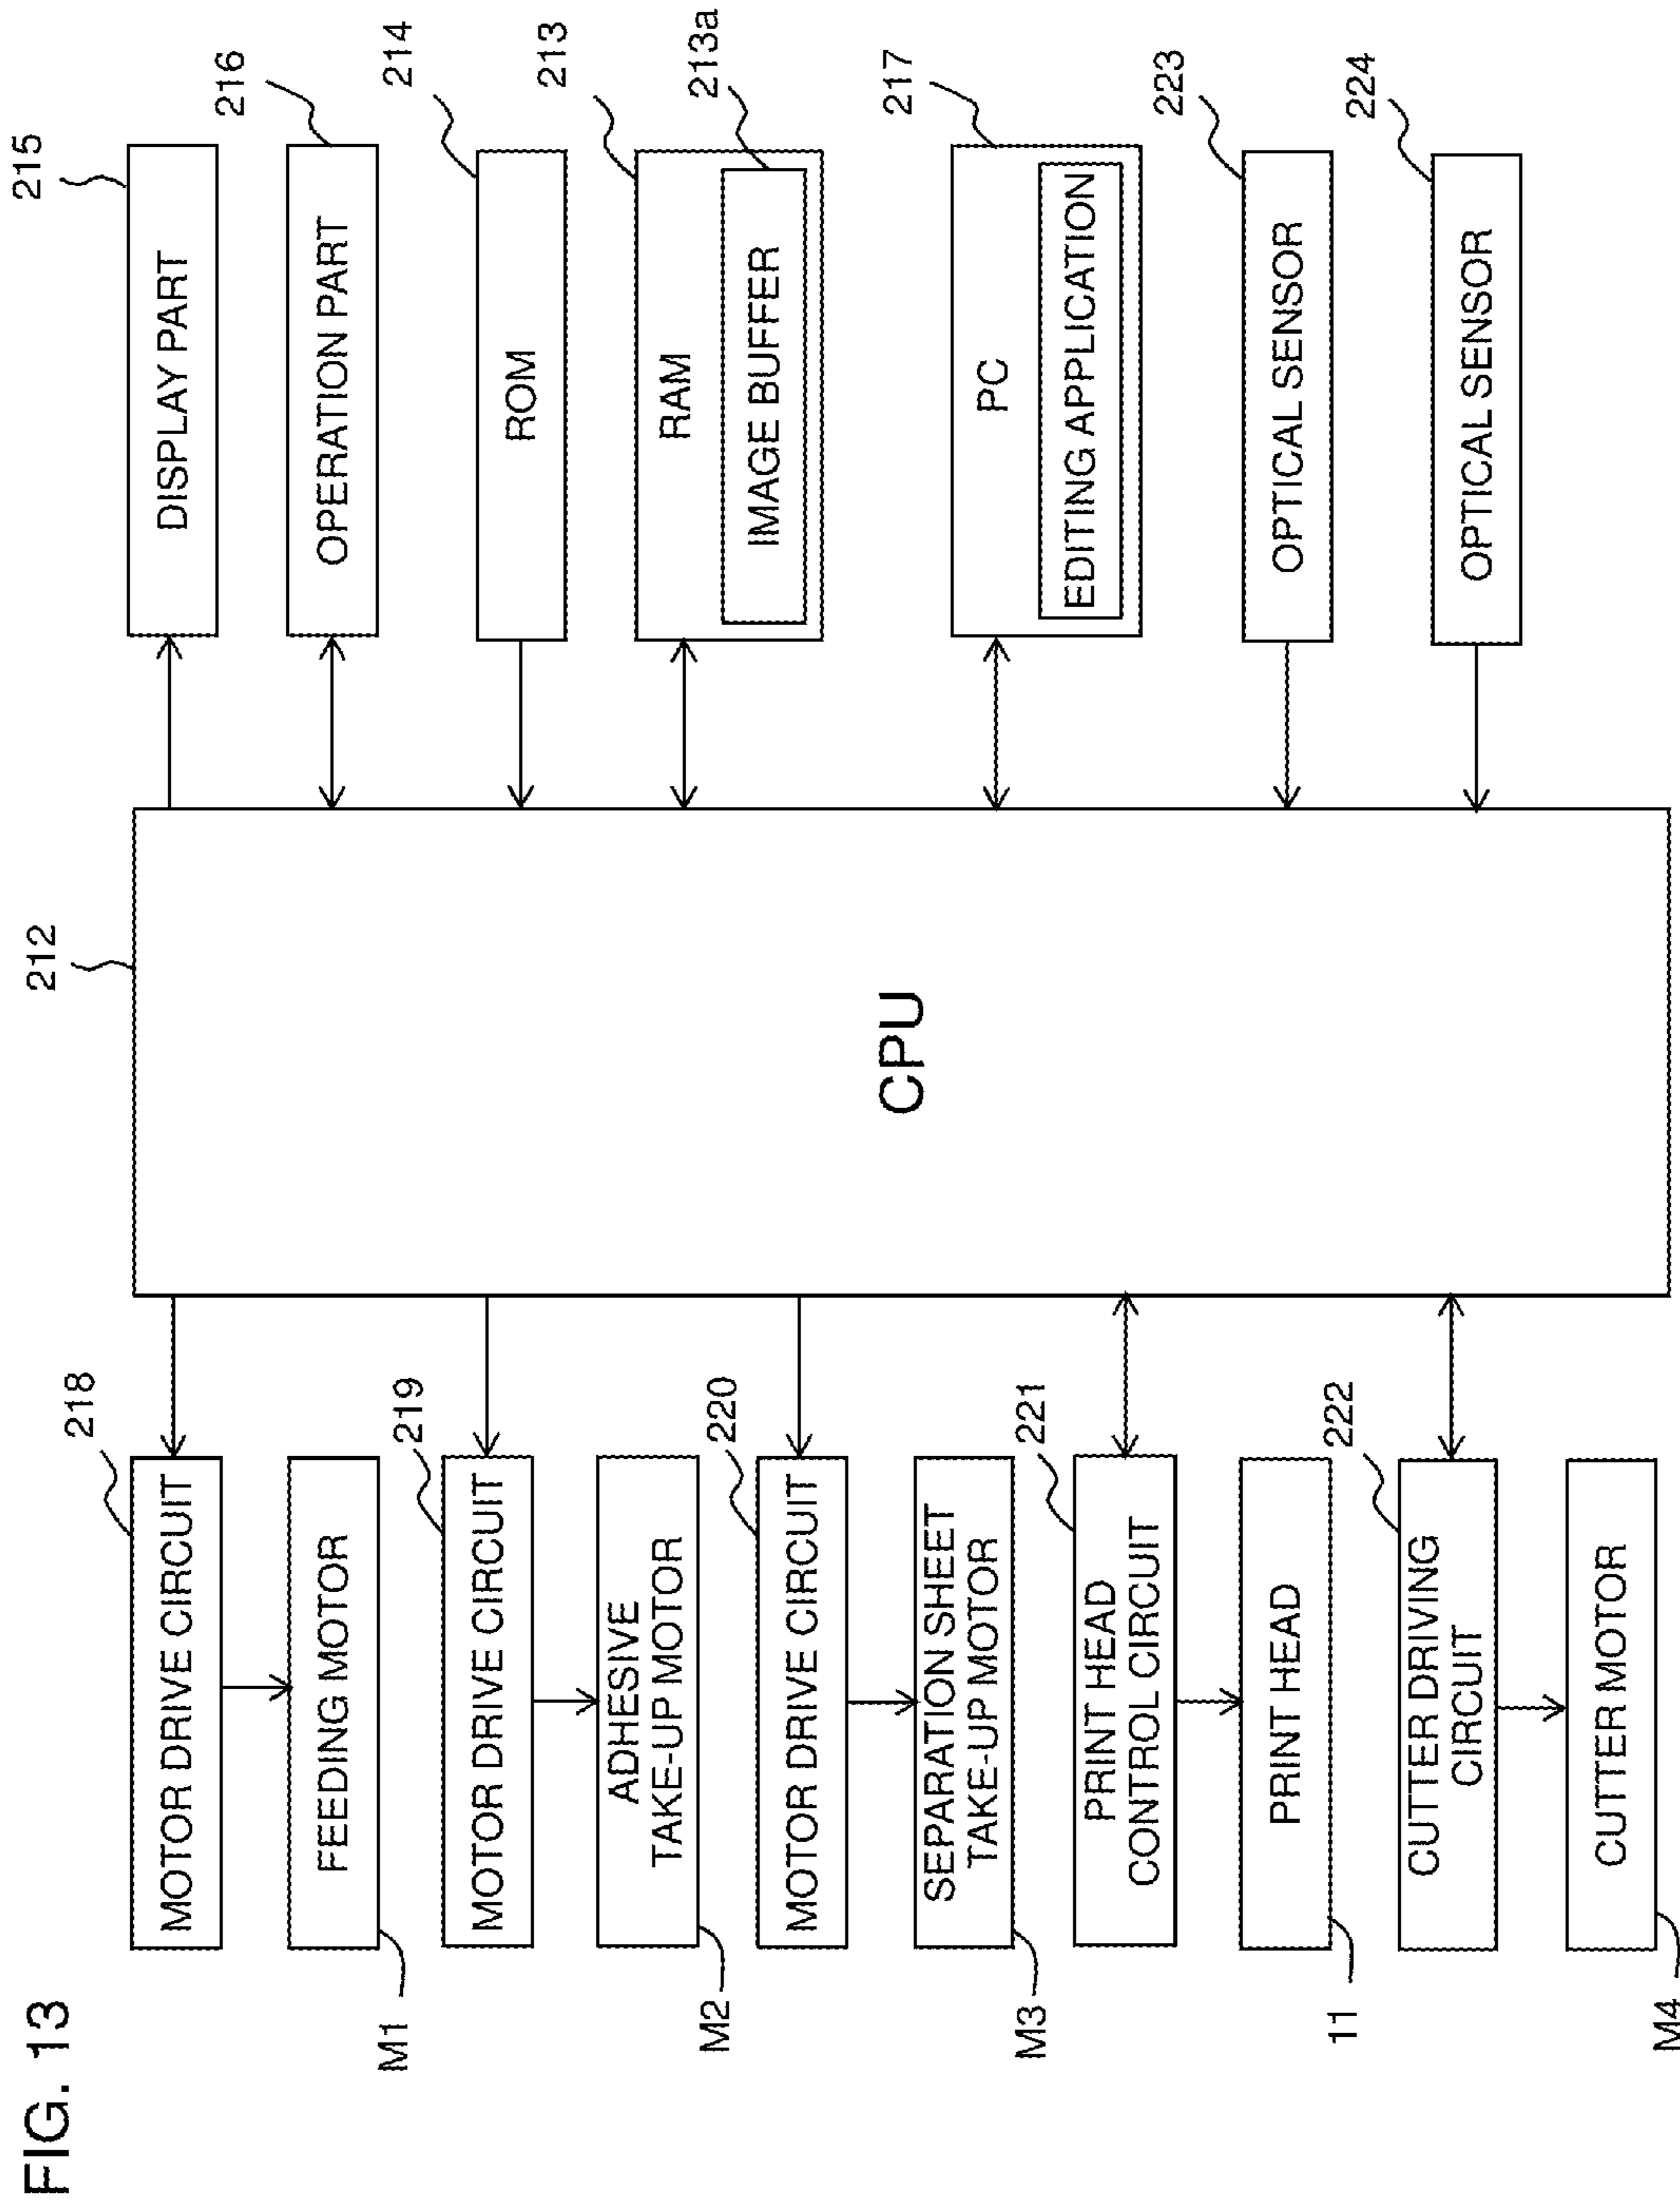 FIG. 13
218
MOTOR DRIVE CIRCUIT
FEEDING MOTOR
M1
219
MOTOR DRIVE CIRCUIT
ADHESIVE
TAKE-UP MOTOR
M2
220
MOTOR DRIVE CIRCUIT
SEPARATION SHEET
TAKE-UP MOTOR
M3
221
PRINT HEAD
CONTROL CIRCUIT
PRINT HEAD
11
222
CUTTER DRIVING
CIRCUIT
CUTTER MOTOR
M4
212
CPU
215
DISPLAY PART
216
OPERATION PART
214
ROM
213
RAM
213a
IMAGE BUFFER
217
PC
EDITING APPLICATION
223
OPTICAL SENSOR
224
OPTICAL SENSOR